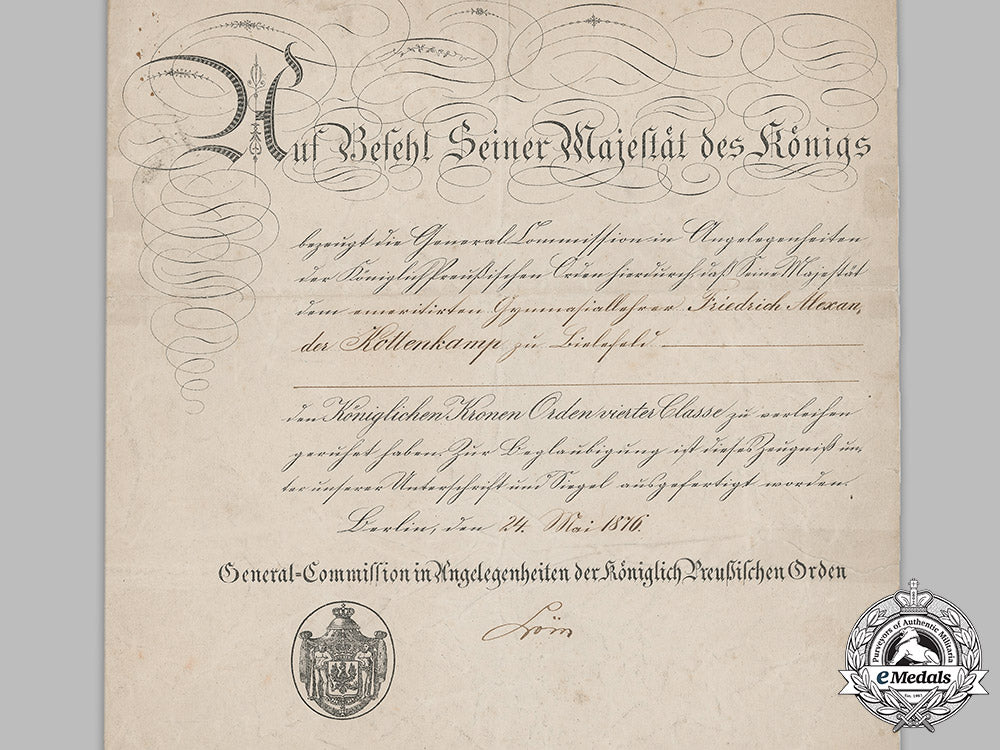 Auf Befehl Seiner Majestät des Königs
bezeugt die General Commission in Angelegenheiten
der Königlich Preußischen Orden hierdurch, daß Seine Majestät
dem emeritirten Gymnasiallehrer Friedrich Alexan,
der Kottenkamp zu Bielefeld
den Königlichen Kronen Orden vierter Classe zu verleihen
geruhet haben. Zur Beglaubigung ist dieses Zeugniß un,
ter unserer Unterschrift und Siegel ausgefertigt worden.
Berlin, den 24. Mai 1876.
General-Commission in Angelegenheiten der Königlich Preußischen Orden
Purveyors of Authentic Militaria
eMedals